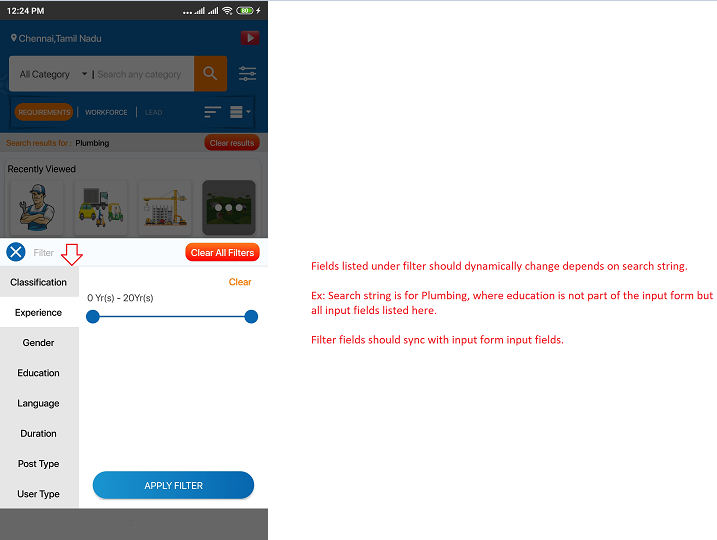 12:24 PM
80
Chennai,Tamil Nadu
All Category | Search any category
REQUIREMENTS | WORKFORCE | LEAD
Search results for : Plumbing Clear results
Recently Viewed
Filter Clear All Filters
Classification Clear
0 Yr(s) - 20Yr(s)
Experience
Gender
Education
Language
Duration
Post Type
User Type
APPLY FILTER
Fields listed under filter should dynamically change depends on search string.
Ex: Search string is for Plumbing, where education is not part of the input form but
all input fields listed here.
Filter fields should sync with input form input fields.